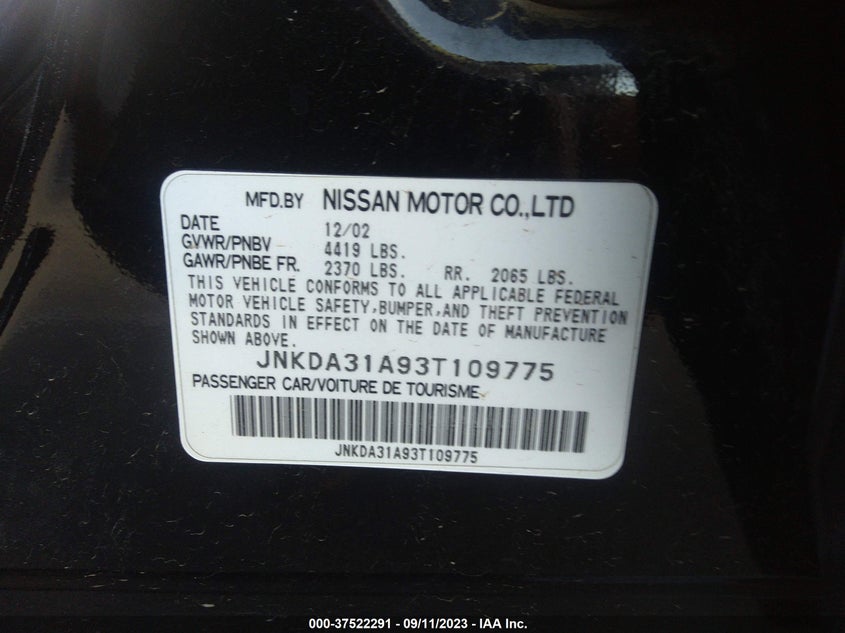 MFD.BY NISSAN MOTOR CO.,LTD
DATE 12/02
GVWR/PNBV 4419 LBS.
GAWR/PNBE FR. 2370 LBS. RR. 2065 LBS.
THIS VEHICLE CONFORMS TO ALL APPLICABLE FEDERAL
MOTOR VEHICLE SAFETY,BUMPER,AND THEFT PREVENTION
STANDARDS IN EFFECT ON THE DATE OF MANUFACTURE
SHOWN ABOVE.
JNKDA31A93T109775
PASSENGER CAR/VOITURE DE TOURISME
JNKDA31A93T109775
000-37522291 - 09/11/2023 - IAA Inc.